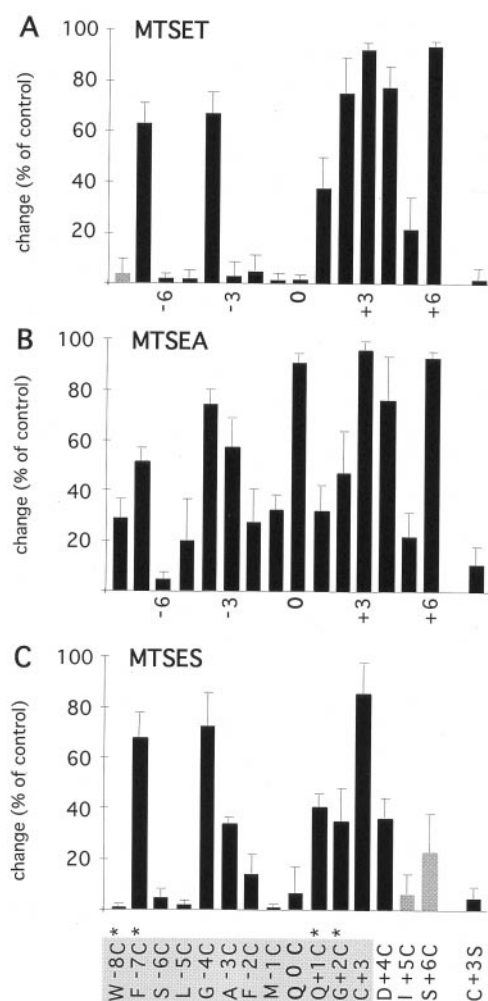 A MTSET
change (% of control)
100
80
60
40
20
-6
-3
0
+3
+6
B MTSEA
change (% of control)
100
80
60
40
20
-6
-3
0
+3
+6
C MTSES
change (% of control)
100
80
60
40
20
W -8C *
F -7C *
S -6C
L -5C
G -4C
A -3C
F -2C
M -1C
Q 0 C
Q+1C *
G+2C *
C+3
D+4C
I +5C
S+6C
C+3S